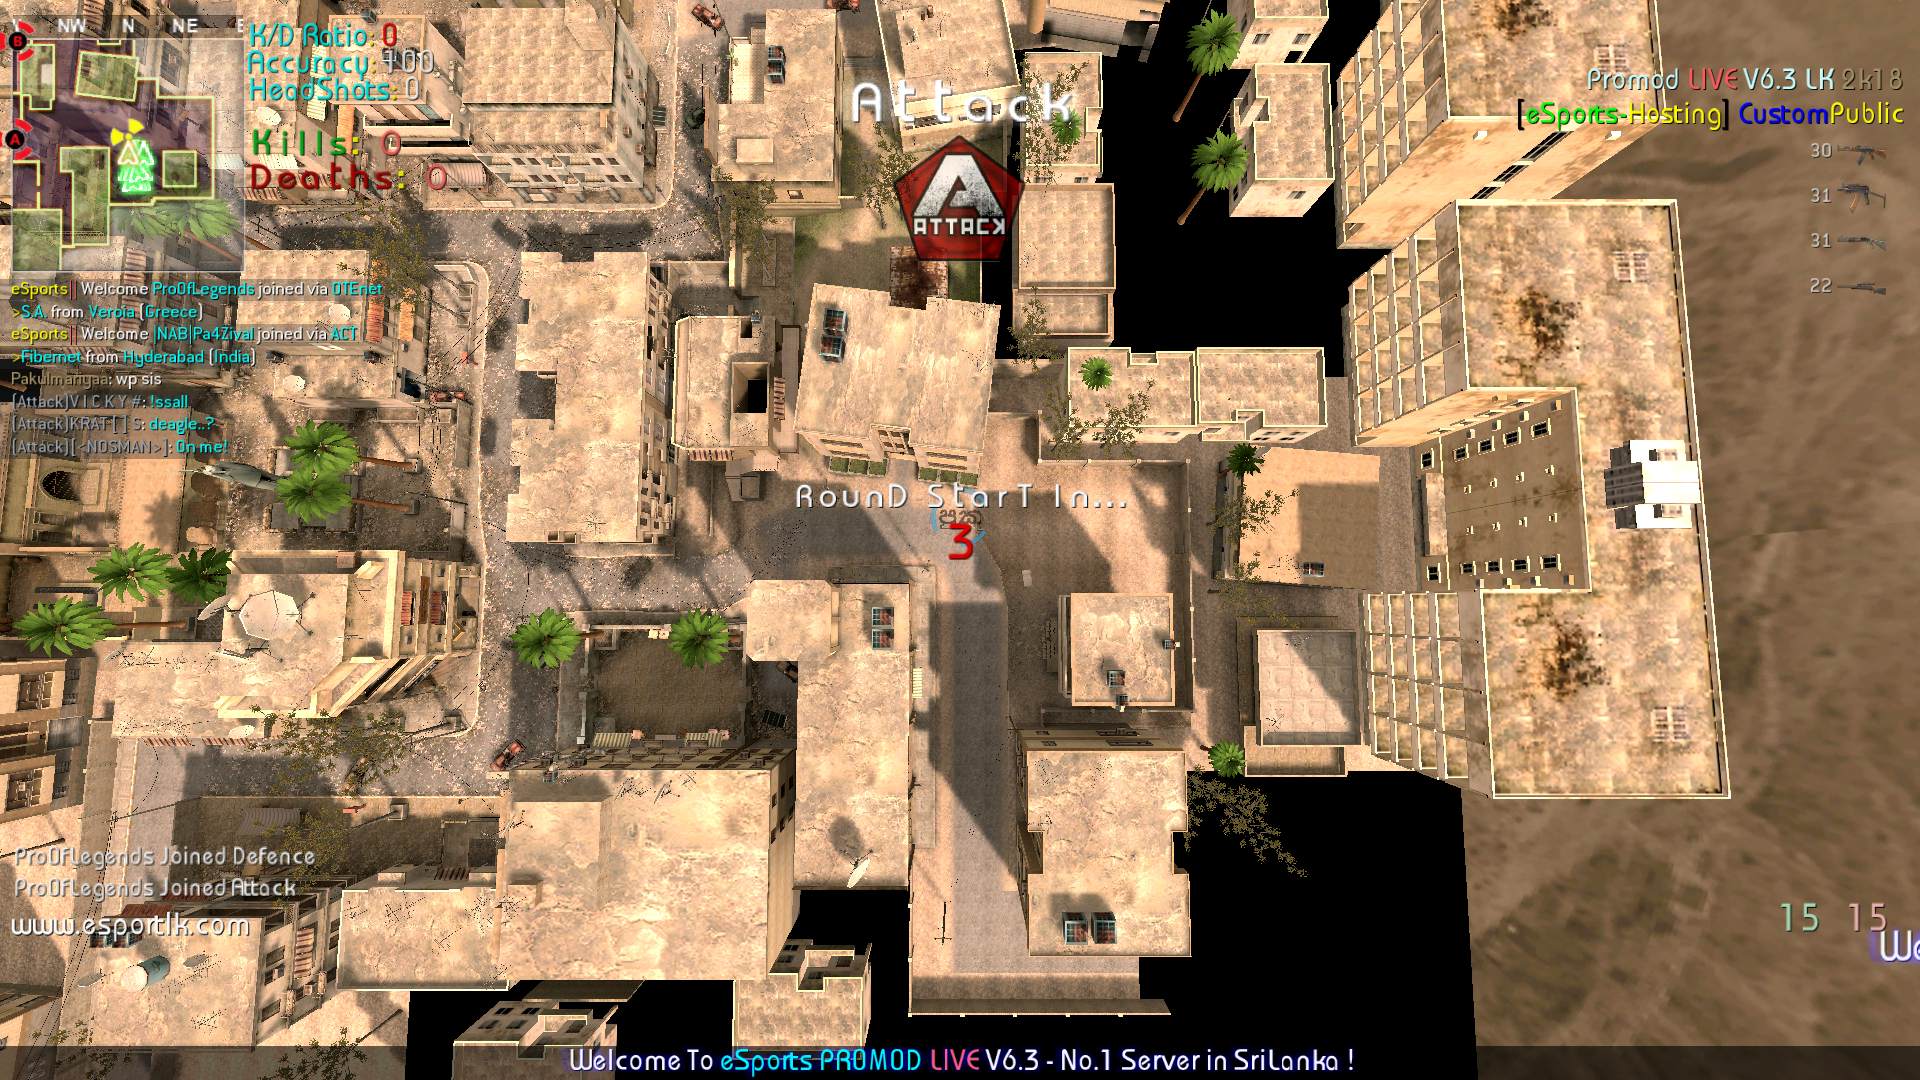 NW N NE E
B
A
K/D Ratio: 0
Accuracy: 100
HeadShots: 0
Kills: 0
Deaths: 0
Attack
A
ATTACK
Promod LIVE V6.3 LK 2k18
[eSports-Hosting] CustomPublic
30
31
31
22
eSports|| Welcome ProOfLegends joined via OTEnet
>S.A. from Veroia (Greece)
eSports|| Welcome |NAB|Pa4Zival joined via ACT
>Fibernet from Hyderabad (India)
Pakulmariyaa: wp sis
(Attack)V I C K Y #: !ssall
(Attack)KRAT[ ] S: deagle..?
(Attack)[ <NOSMAN>]: On me!
RounD StarT In...
3
ProOfLegends Joined Defence
ProOfLegends Joined Attack
www.esportlk.com
15 15
We
Welcome To eSports PROMOD LIVE V6.3 - No.1 Server in SriLanka !